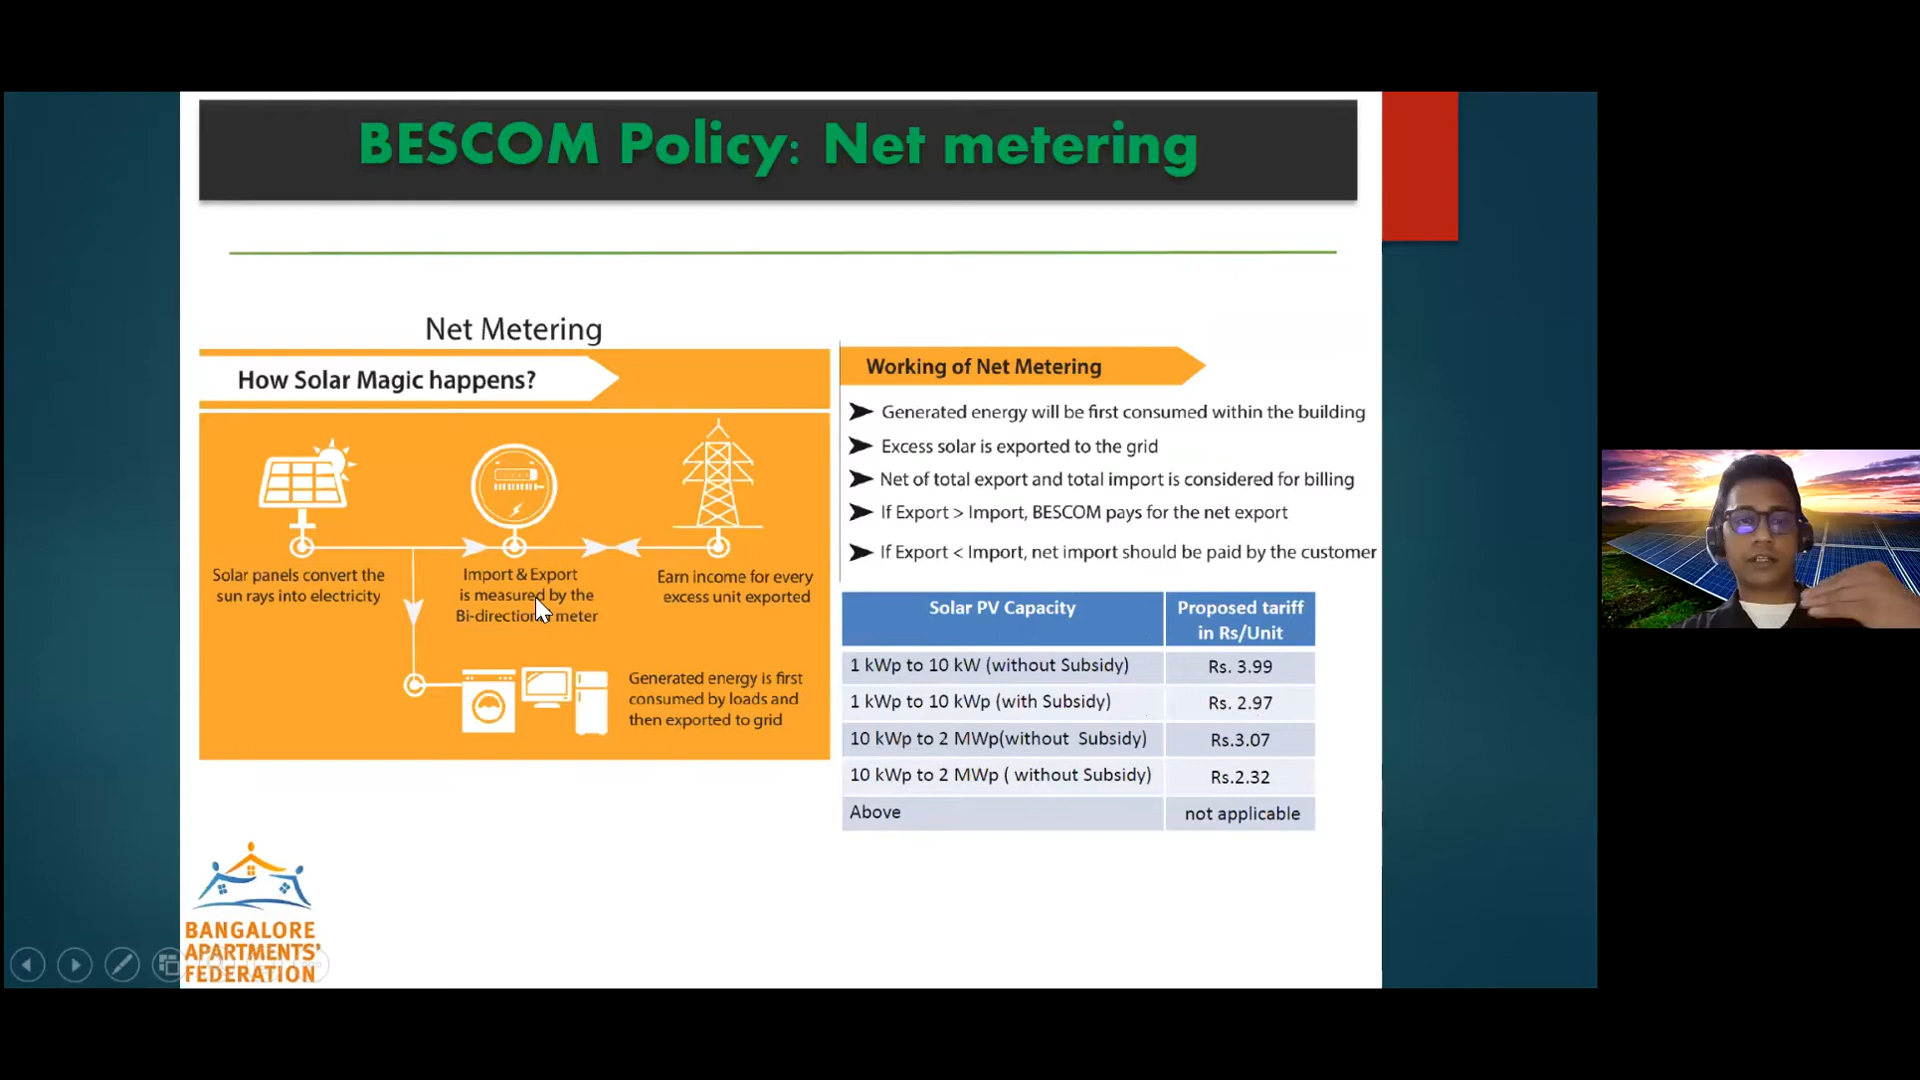 BESCOM Policy: Net metering
Net Metering
How Solar Magic happens?
Solar panels convert the
sun rays into electricity
Import & Export
is measured by the
Bi-directional meter
Earn income for every
excess unit exported
Generated energy is first
consumed by loads and
then exported to grid
Working of Net Metering
Generated energy will be first consumed within the building
Excess solar is exported to the grid
Net of total export and total import is considered for billing
If Export > Import, BESCOM pays for the net export
If Export < Import, net import should be paid by the customer
Solar PV Capacity
Proposed tariff
in Rs/Unit
1 kWp to 10 kW (without Subsidy)
Rs. 3.99
1 kWp to 10 kWp (with Subsidy)
Rs. 2.97
10 kWp to 2 MWp(without Subsidy)
Rs.3.07
10 kWp to 2 MWp ( without Subsidy)
Rs.2.32
Above
not applicable
BANGALORE
APARTMENTS'
FEDERATION